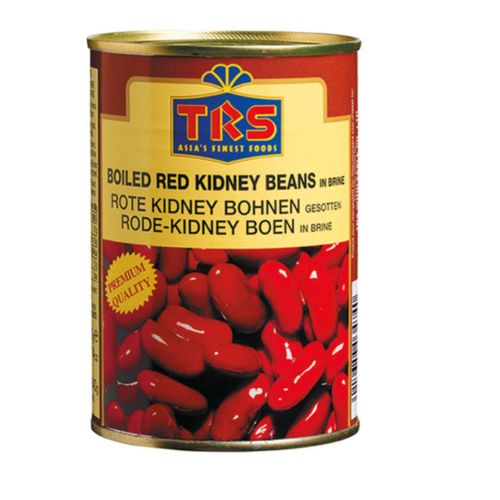 TRS
ASIA'S FINEST FOODS
BOILED RED KIDNEY BEANS IN BRINE
ROTE KIDNEY BOHNEN GESOTTEN
RODE-KIDNEY BOEN IN BRINE
PREMIUM
QUALITY